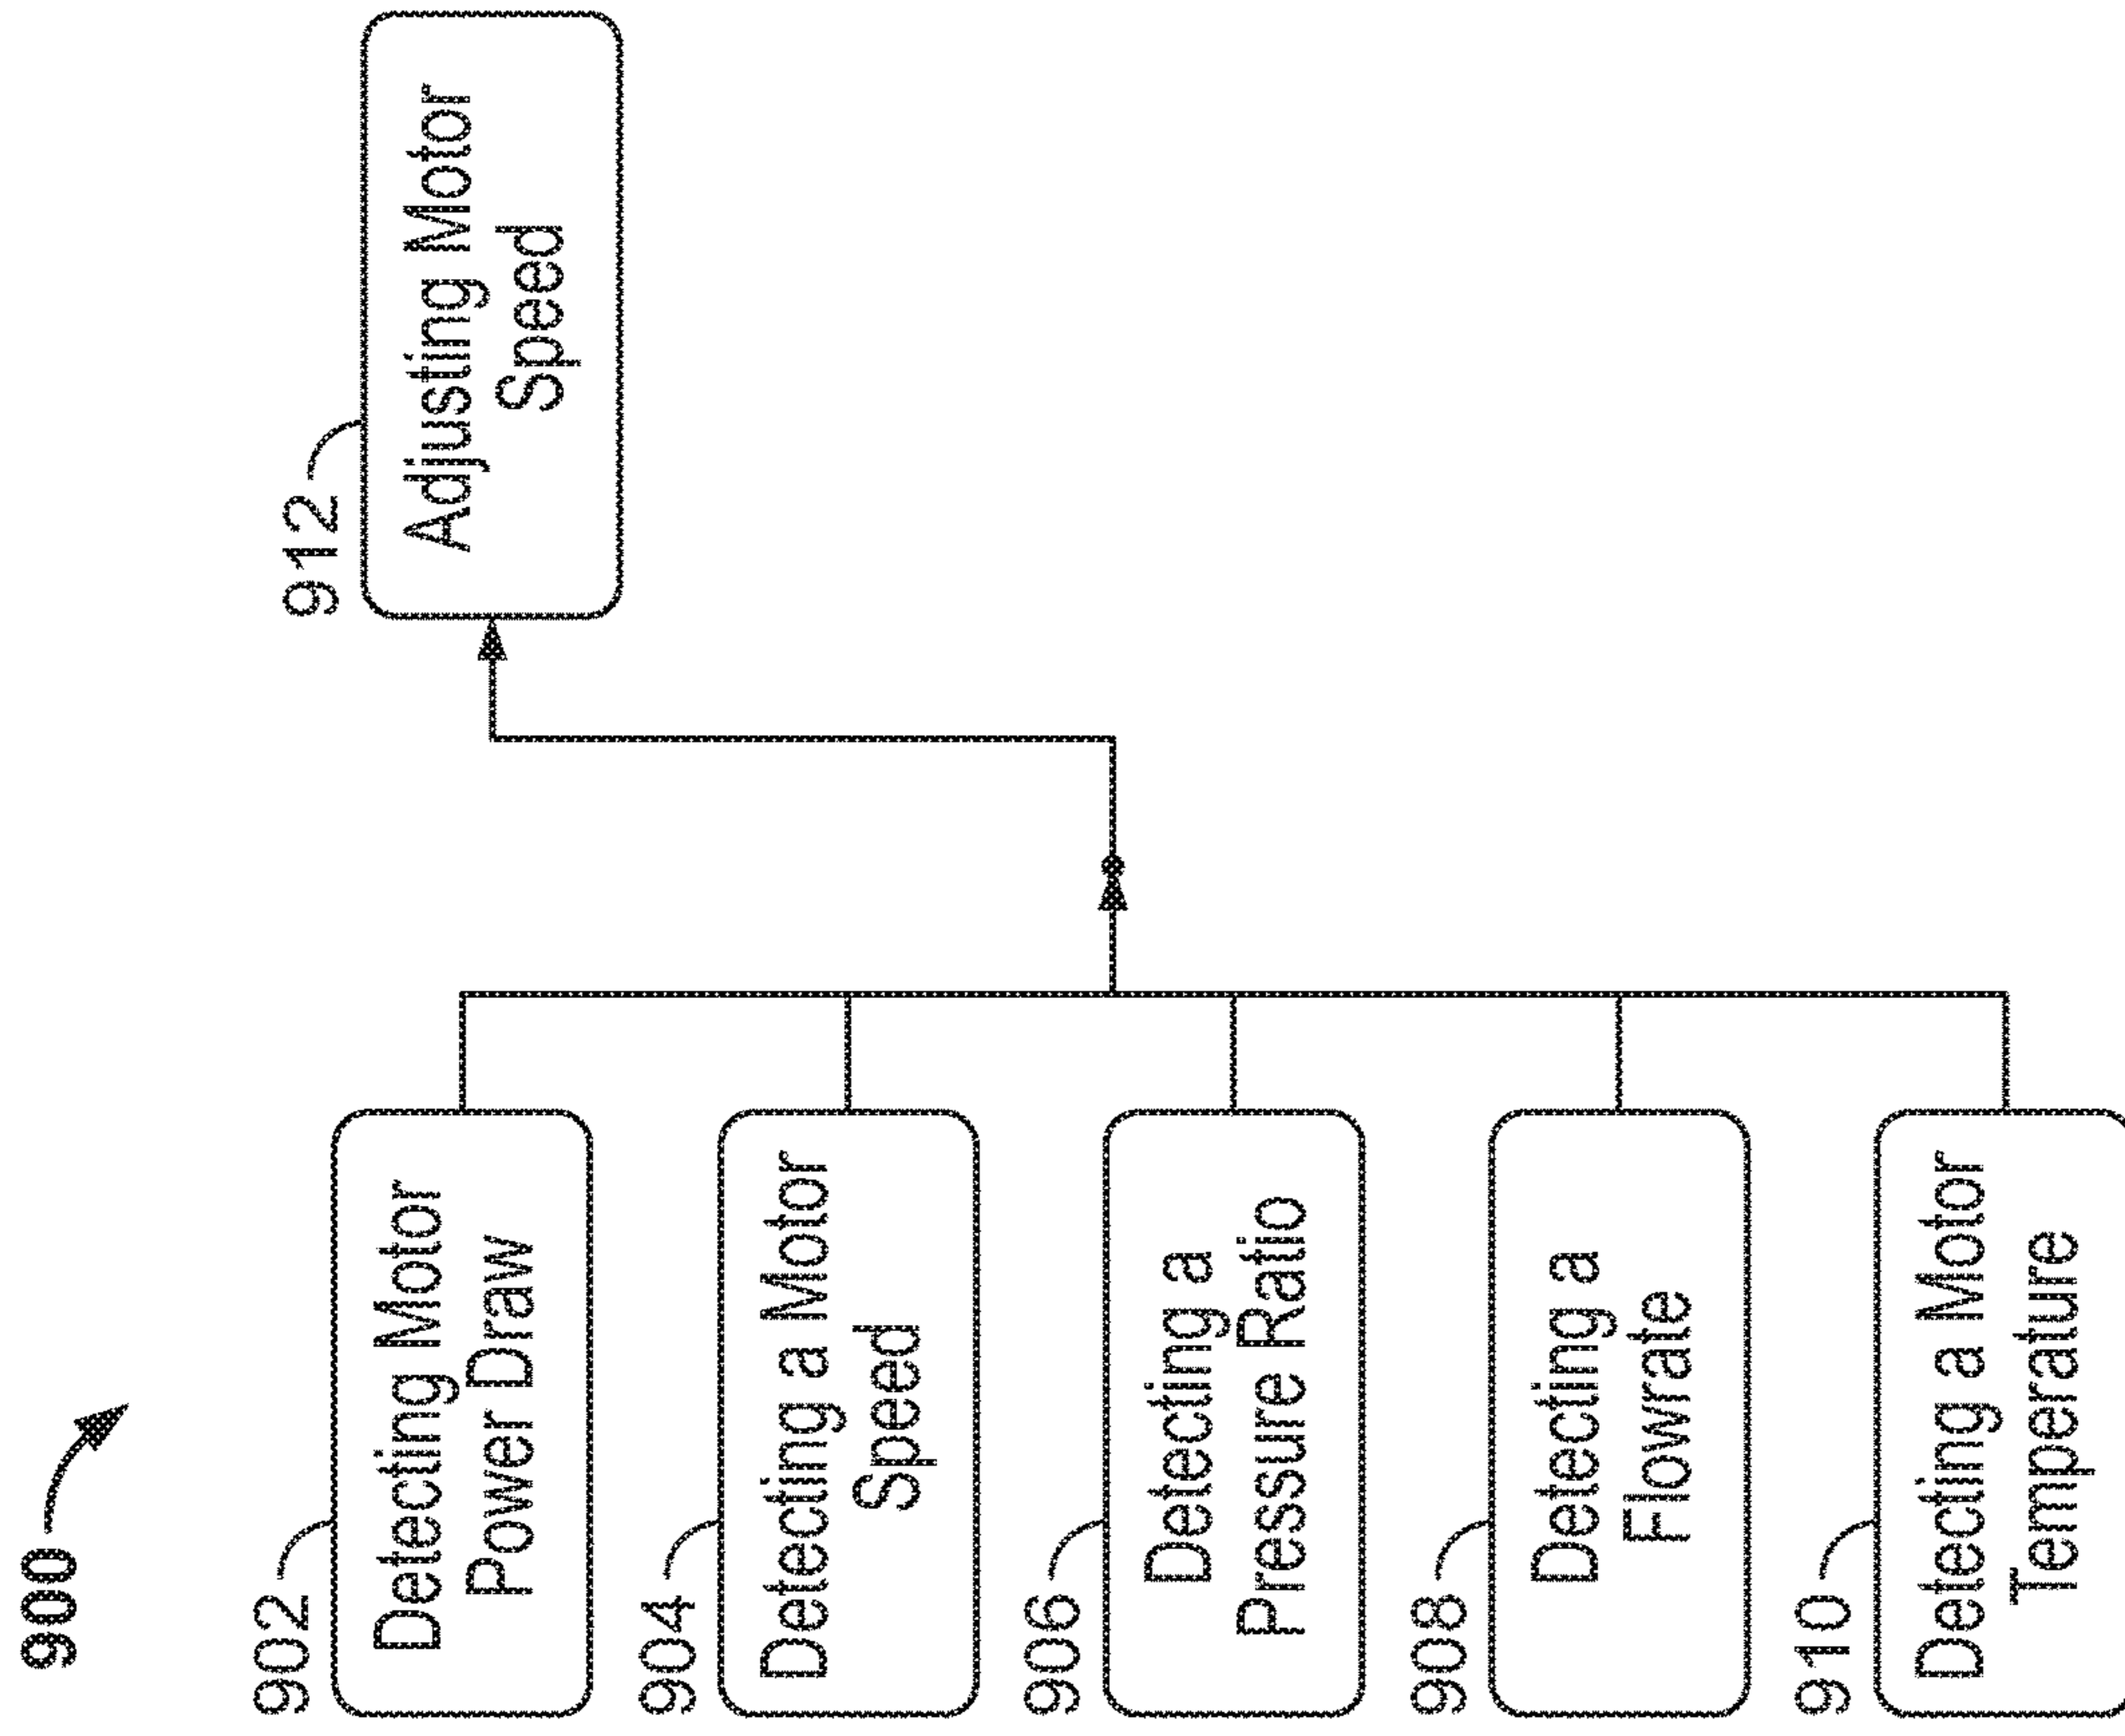 900
902
Detecting Motor
Power Draw
904
Detecting a Motor
Speed
906
Detecting a
Pressure Ratio
908
Detecting a
Flowrate
910
Detecting a Motor
Temperature
912
Adjusting Motor
Speed